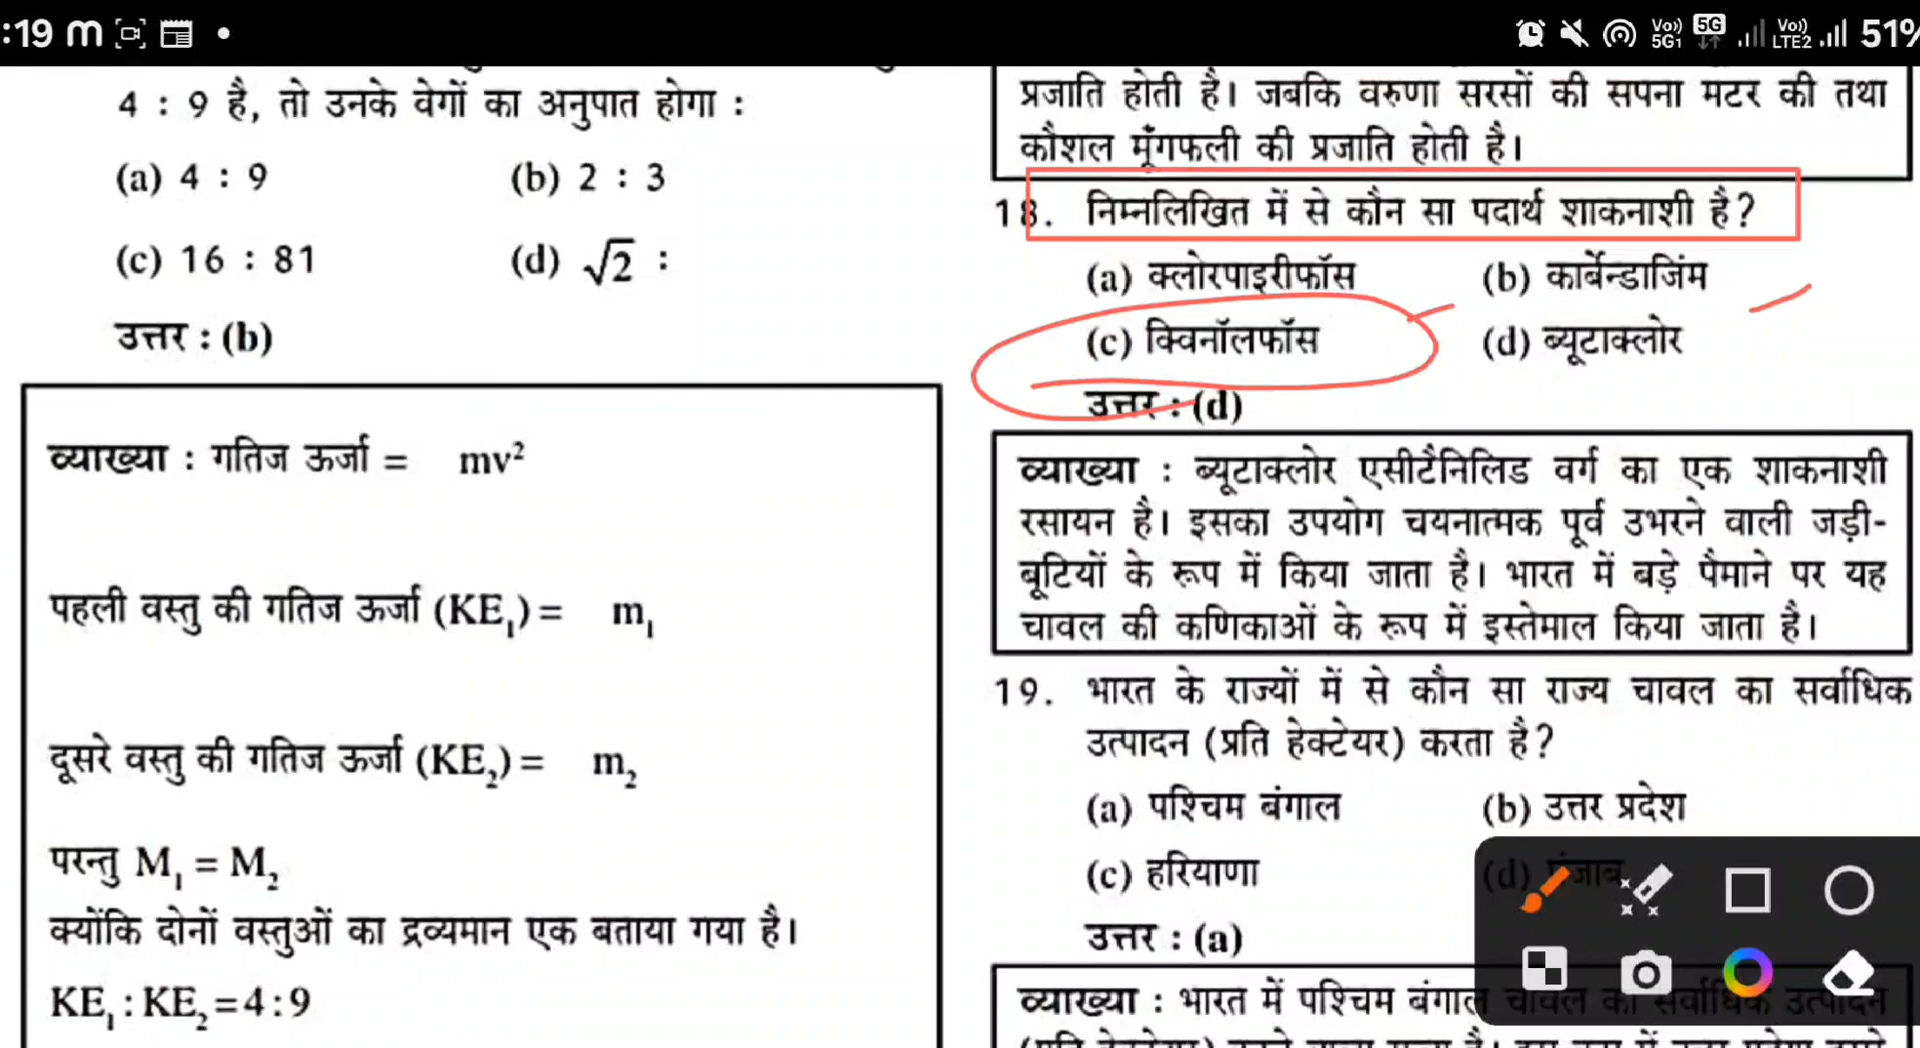 :19 m
Vo) 5G1 5G Vo) LTE2 51%
4 : 9 है, तो उनके वेगों का अनुपात होगा :
(a) 4 : 9 (b) 2 : 3
(c) 16 : 81 (d) √2 :
उत्तर : (b)
व्याख्या : गतिज ऊर्जा = mv²
पहली वस्तु की गतिज ऊर्जा (KE₁) = m₁
दूसरे वस्तु की गतिज ऊर्जा (KE₂) = m₂
परन्तु M₁ = M₂
क्योंकि दोनों वस्तुओं का द्रव्यमान एक बताया गया है।
KE₁ : KE₂ = 4 : 9
प्रजाति होती है। जबकि वरुणा सरसों की सपना मटर की तथा
कौशल मूँगफली की प्रजाति होती है।
18. निम्नलिखित में से कौन सा पदार्थ शाकनाशी है?
(a) क्लोरपाइरीफॉस (b) कार्बेन्डाजिंम
(c) क्विनॉलफॉस (d) ब्यूटाक्लोर
उत्तर : (d)
व्याख्या : ब्यूटाक्लोर एसीटैनिलिड वर्ग का एक शाकनाशी
रसायन है। इसका उपयोग चयनात्मक पूर्व उभरने वाली जड़ी-
बूटियों के रूप में किया जाता है। भारत में बड़े पैमाने पर यह
चावल की कणिकाओं के रूप में इस्तेमाल किया जाता है।
19. भारत के राज्यों में से कौन सा राज्य चावल का सर्वाधिक
उत्पादन (प्रति हेक्टेयर) करता है?
(a) पश्चिम बंगाल (b) उत्तर प्रदेश
(c) हरियाणा (d) पंजाब
उत्तर : (a)
व्याख्या : भारत में पश्चिम बंगाल चावल का सर्वाधिक उत्पादन